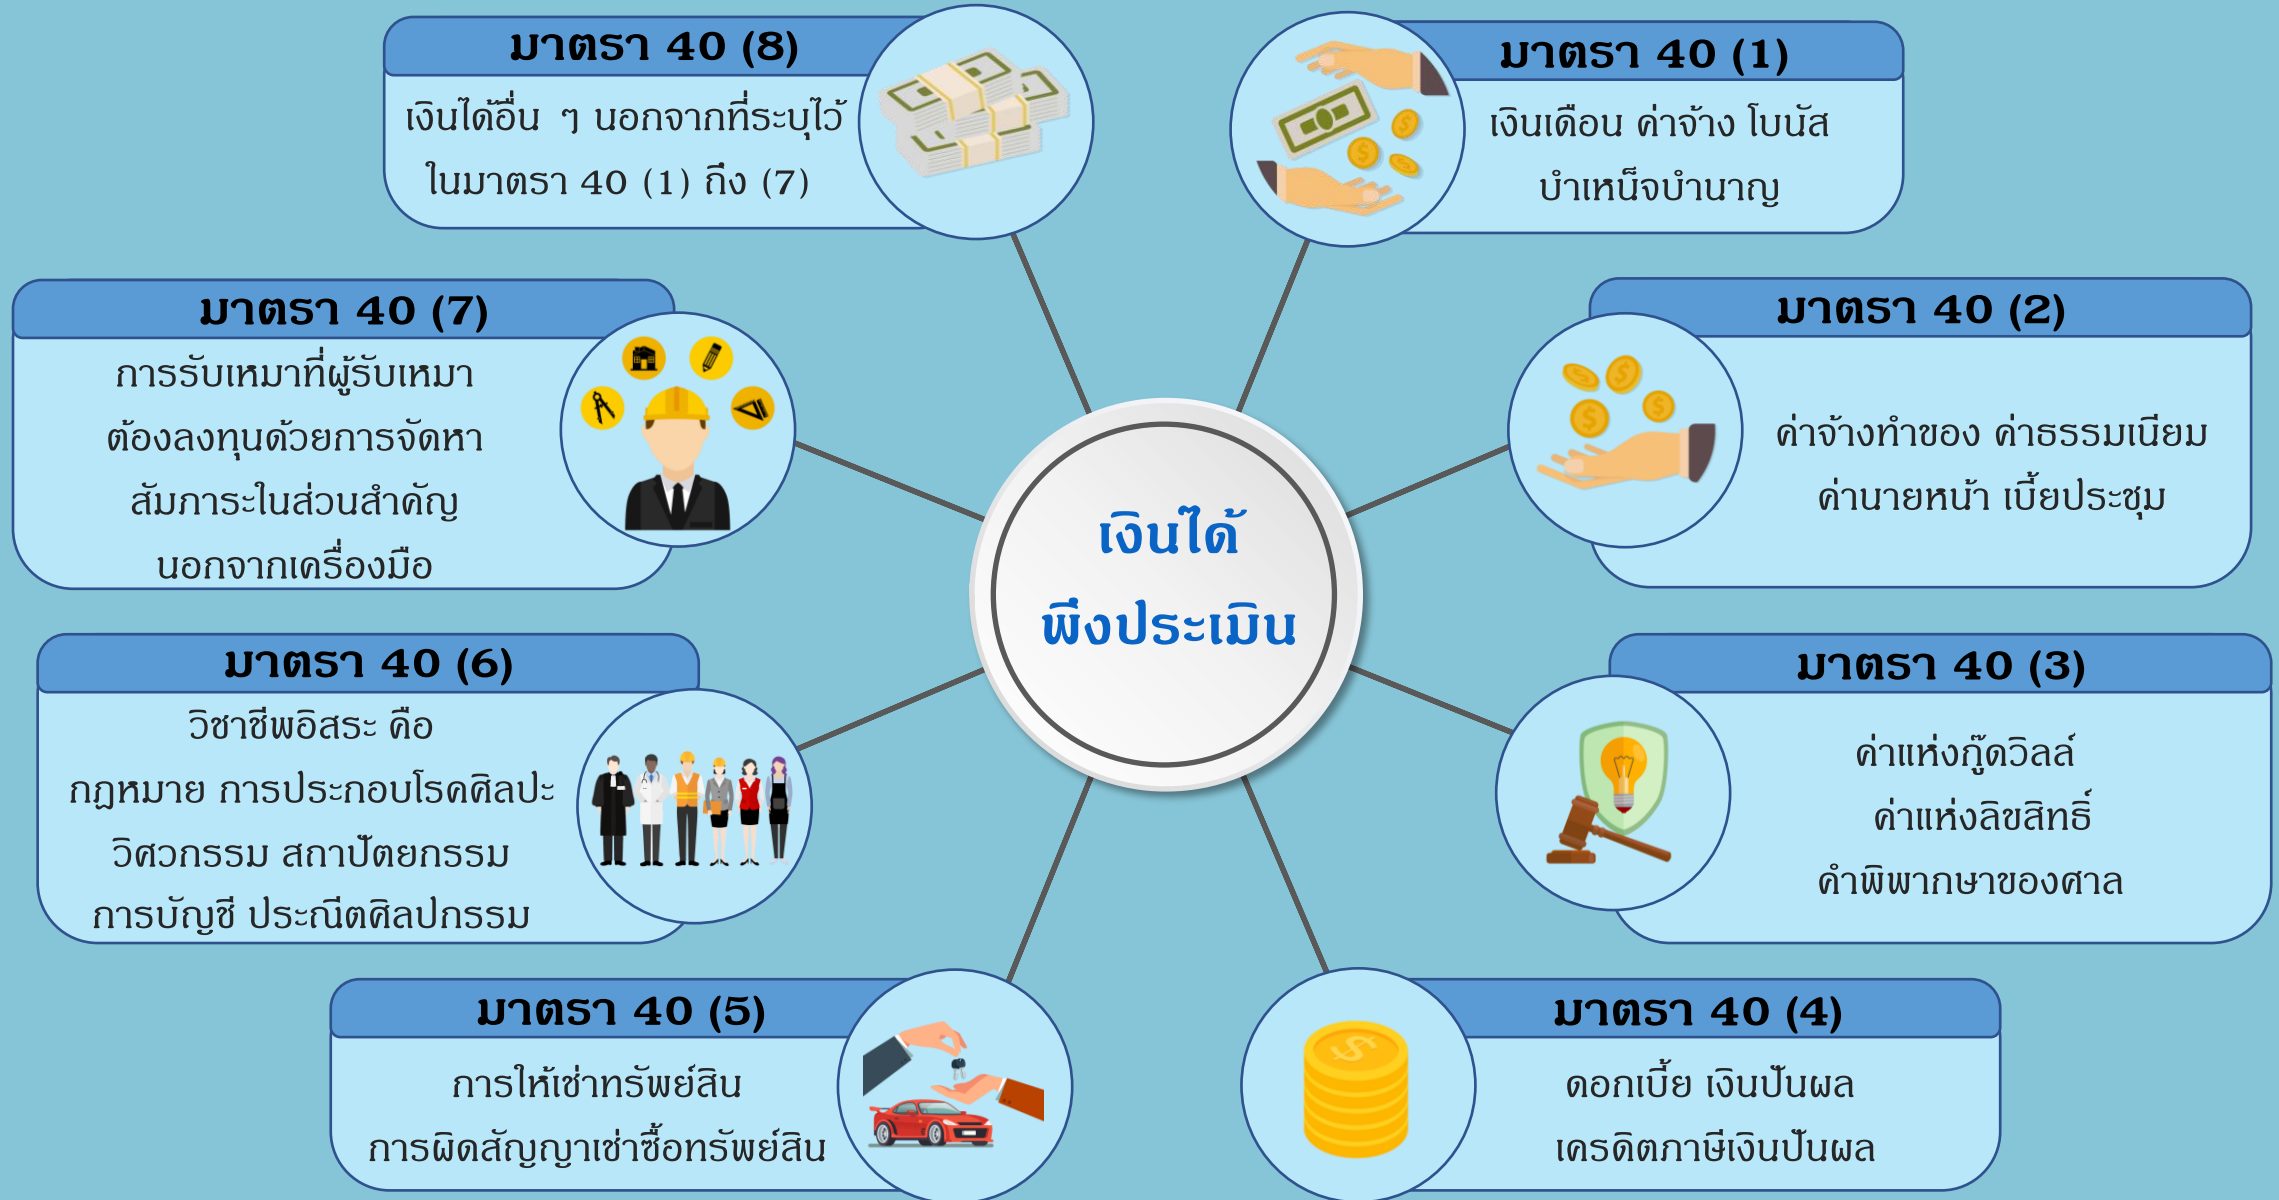 เงินได้
พึงประเมิน
มาตรา 40 (1)
เงินเดือน ค่าจ้าง โบนัส
บำเหน็จบำนาญ
มาตรา 40 (2)
ค่าจ้างทำของ ค่าธรรมเนียม
ค่านายหน้า เบี้ยประชุม
มาตรา 40 (3)
ค่าแห่งกู๊ดวิลล์
ค่าแห่งลิขสิทธิ์
คำพิพากษาของศาล
มาตรา 40 (4)
ดอกเบี้ย เงินปันผล
เครดิตภาษีเงินปันผล
มาตรา 40 (5)
การให้เช่าทรัพย์สิน
การผิดสัญญาเช่าซื้อทรัพย์สิน
มาตรา 40 (6)
วิชาชีพอิสระ คือ
กฎหมาย การประกอบโรคศิลปะ
วิศวกรรม สถาปัตยกรรม
การบัญชี ประณีตศิลปกรรม
มาตรา 40 (7)
การรับเหมาที่ผู้รับเหมา
ต้องลงทุนด้วยการจัดหา
สัมภาระในส่วนสำคัญ
นอกจากเครื่องมือ
มาตรา 40 (8)
เงินได้อื่น ๆ นอกจากที่ระบุไว้
ในมาตรา 40 (1) ถึง (7)